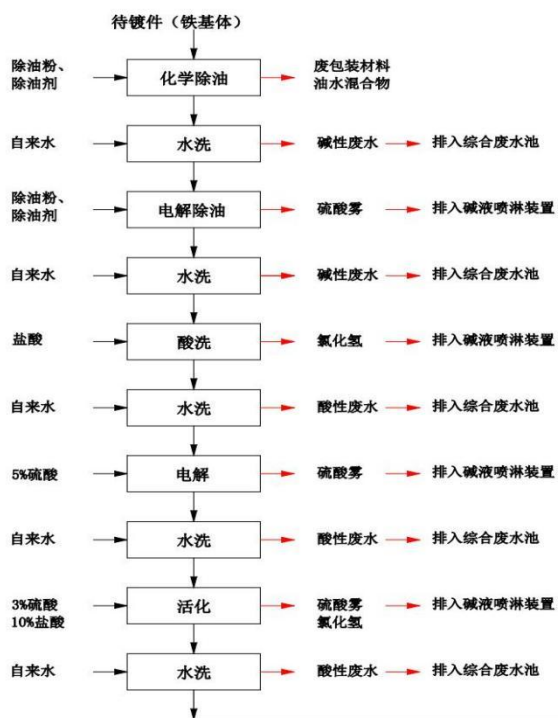 待镀件（铁基体）
除油粉、
除油剂
化学除油
废包装材料
油水混合物
自来水
水洗
碱性废水
排入综合废水池
除油粉、
除油剂
电解除油
硫酸雾
排入碱液喷淋装置
自来水
水洗
碱性废水
排入综合废水池
盐酸
酸洗
氯化氢
排入碱液喷淋装置
自来水
水洗
酸性废水
排入综合废水池
5%硫酸
电解
硫酸雾
排入碱液喷淋装置
自来水
水洗
酸性废水
排入综合废水池
3%硫酸
10%盐酸
活化
硫酸雾
氯化氢
排入碱液喷淋装置
自来水
水洗
酸性废水
排入综合废水池